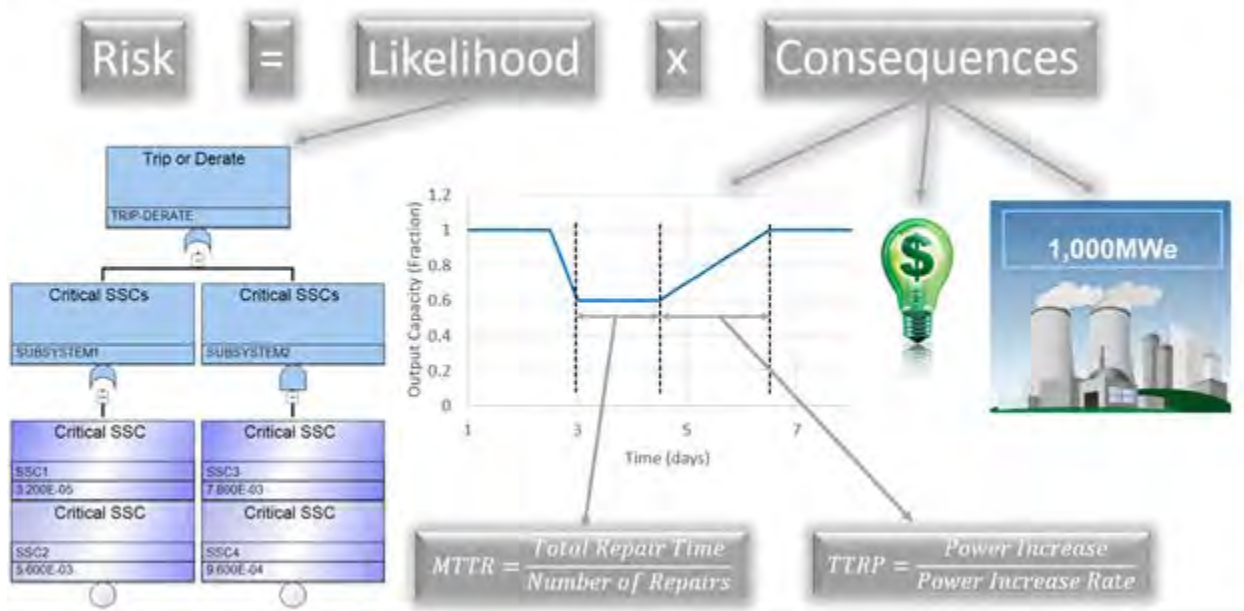 Risk = Likelihood x Consequences
Trip or Derate
TRIP-DERATE
Critical SSCs
SUBSYSTEM1
Critical SSCs
SUBSYSTEM2
Critical SSC
SSC1
3.200E-05
Critical SSC
SSC2
5.600E-03
Critical SSC
SSC3
7.800E-03
Critical SSC
SSC4
9.600E-04
Output Capacity (Fraction)
1.2
1
0.8
0.6
0.4
0.2
0
1 3 5 7
Time (days)
$
1,000MWe
MTTR = Total Repair Time / Number of Repairs
TTRP = Power Increase / Power Increase Rate